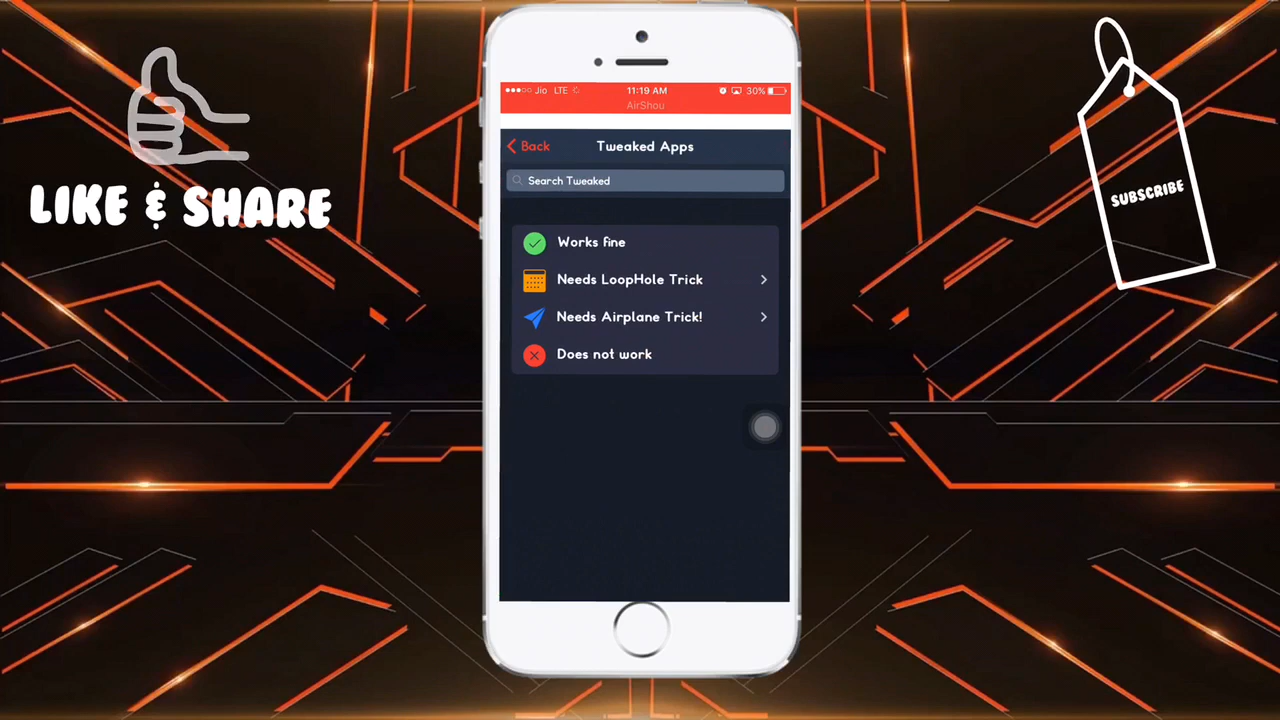 LIKE & SHARE
SUBSCRIBE
Jio LTE 11:19 AM 30%
AirShou
Back Tweaked Apps
Search Tweaked
Works fine
Needs LoopHole Trick
Needs Airplane Trick!
Does not work